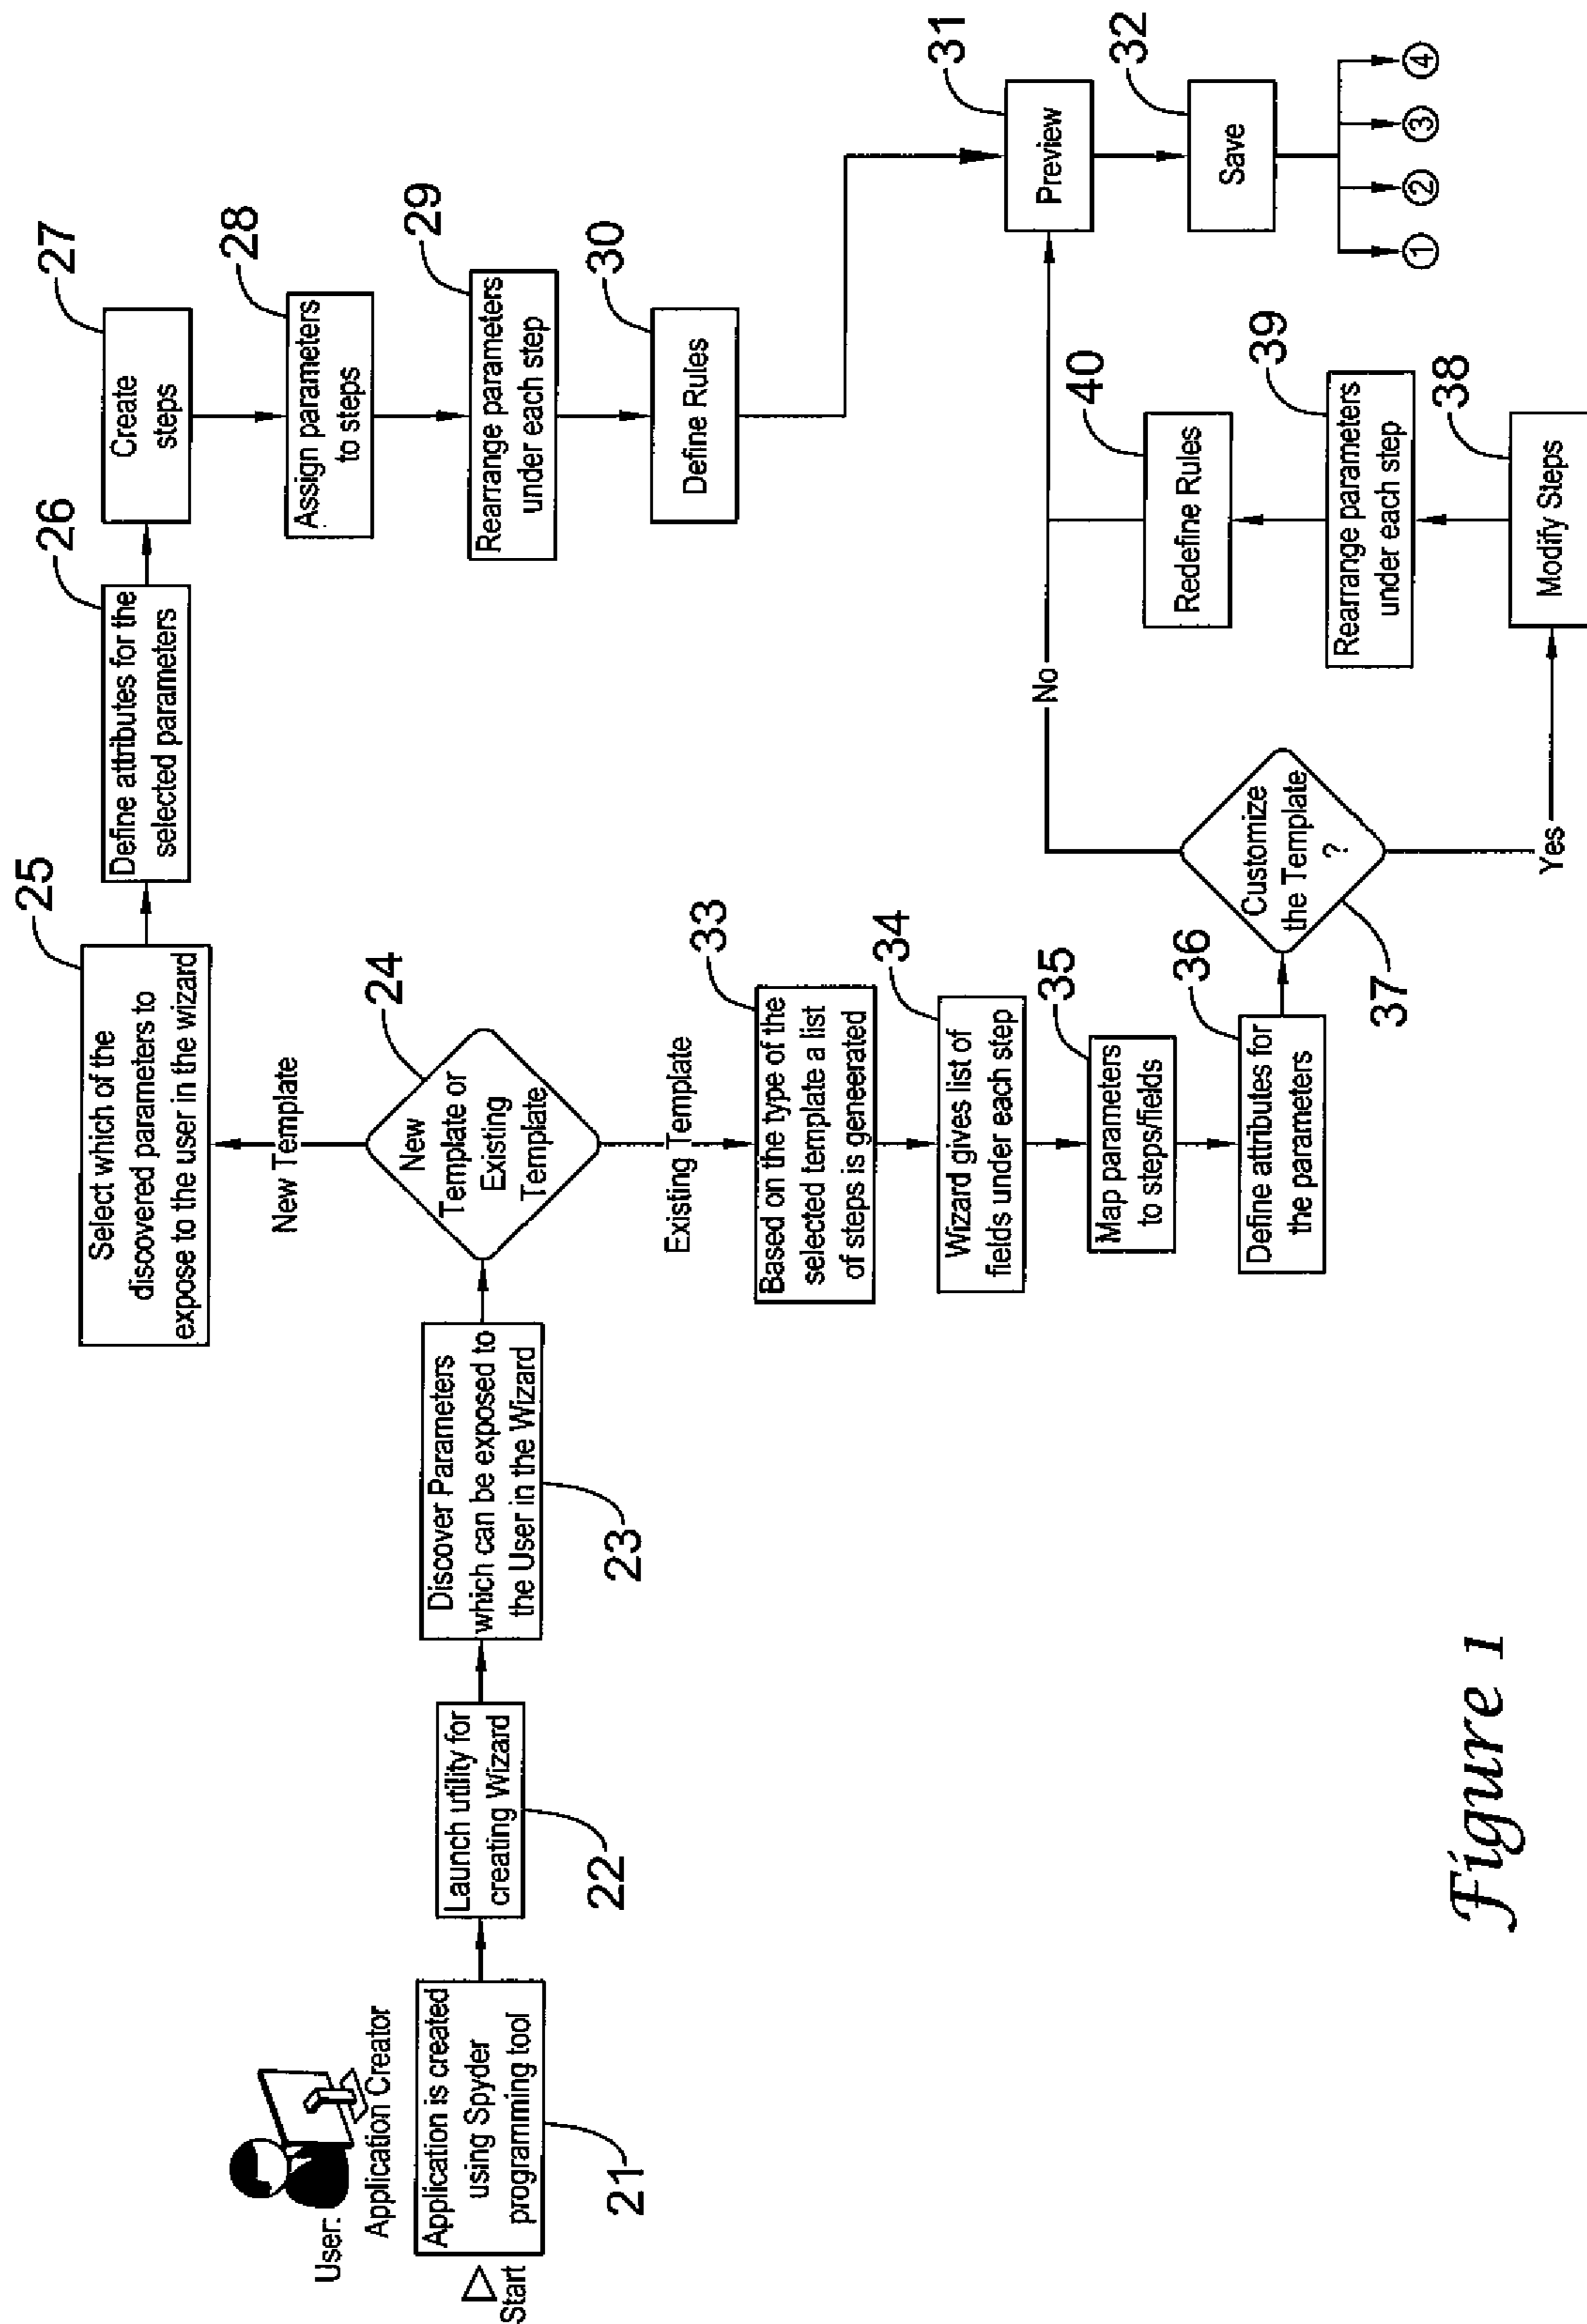 User:
Application Creator
Start
Application is created
using Spyder
programming tool
21
Launch utility for
creating Wizard
22
Discover Parameters
which can be exposed to
the User in the Wizard
23
New
Template or
Existing
Template
24
New Template
Select which of the
discovered parameters to
expose to the user in the wizard
25
Define attributes for the
selected parameters
26
Create
steps
27
Assign parameters
to steps
28
Rearrange parameters
under each step
29
Define Rules
30
Preview
31
Save
32
1
2
3
4
Existing Template
Based on the type of the
selected template a list
of steps is geneerated
33
Wizard gives list of
fields under each step
34
Map parameters
to steps/fields
35
Define attributes for
the parameters
36
Customize
the Template
?
37
No
Yes
Modify Steps
38
Rearrange parameters
under each step
39
Redefine Rules
40
Figure 1